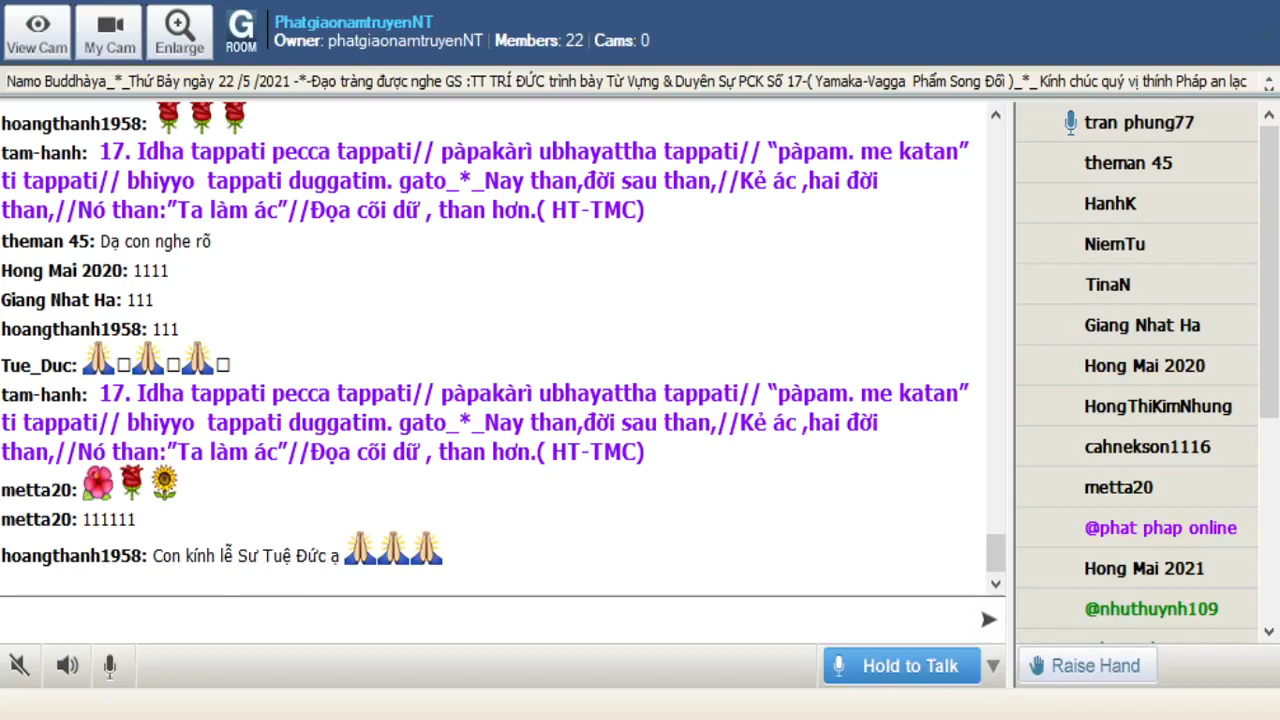 View Cam
My Cam
Enlarge
G
ROOM
PhatgiaonamtruyenNT
Owner: phatgiaonamtruyenNT | Members: 22 | Cams: 0
Namo Buddhàya_*_Thứ Bảy ngày 22 /5 /2021 -*-Đạo tràng được nghe GS :TT TRÍ ĐỨC trình bày Từ Vựng & Duyên Sự PCK Số 17-( Yamaka-Vagga Phẩm Song Đối )_*_ Kính chúc quý vị thính Pháp an lạc
hoangthanh1958:
tam-hanh: 17. Idha tappati pecca tappati// pàpakàrì ubhayattha tappati// “pàpam. me katan”
ti tappati// bhiyyo tappati duggatim. gato_*_Nay than,đời sau than,//Kẻ ác ,hai đời
than,//Nó than:”Ta làm ác”//Đọa cõi dữ , than hơn.( HT-TMC)
theman 45: Dạ con nghe rõ
Hong Mai 2020: 1111
Giang Nhat Ha: 111
hoangthanh1958: 111
Tue_Duc:
tam-hanh: 17. Idha tappati pecca tappati// pàpakàrì ubhayattha tappati// “pàpam. me katan”
ti tappati// bhiyyo tappati duggatim. gato_*_Nay than,đời sau than,//Kẻ ác ,hai đời
than,//Nó than:”Ta làm ác”//Đọa cõi dữ , than hơn.( HT-TMC)
metta20:
metta20: 111111
hoangthanh1958: Con kính lễ Sư Tuệ Đức ạ
Hold to Talk
tran phung77
theman 45
HanhK
NiemTu
TinaN
Giang Nhat Ha
Hong Mai 2020
HongThiKimNhung
cahnekson1116
metta20
@phat phap online
Hong Mai 2021
@nhuthuynh109
Raise Hand